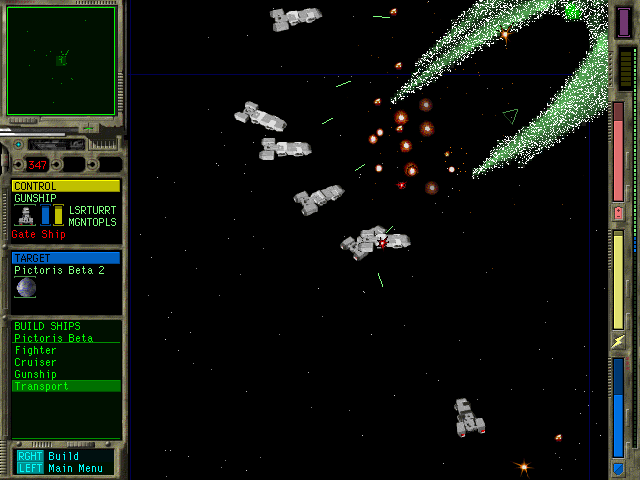 347
CONTROL
GUNSHIP
LSRTURRT
MGNTOPLS
Gata Ship
TARGET
Pictoris Beta 2
BUILD SHIPS
Pictoris Beta
Fighter
Cruiser
Gunship
Transport
RGHT Build
LEFT Main Menu